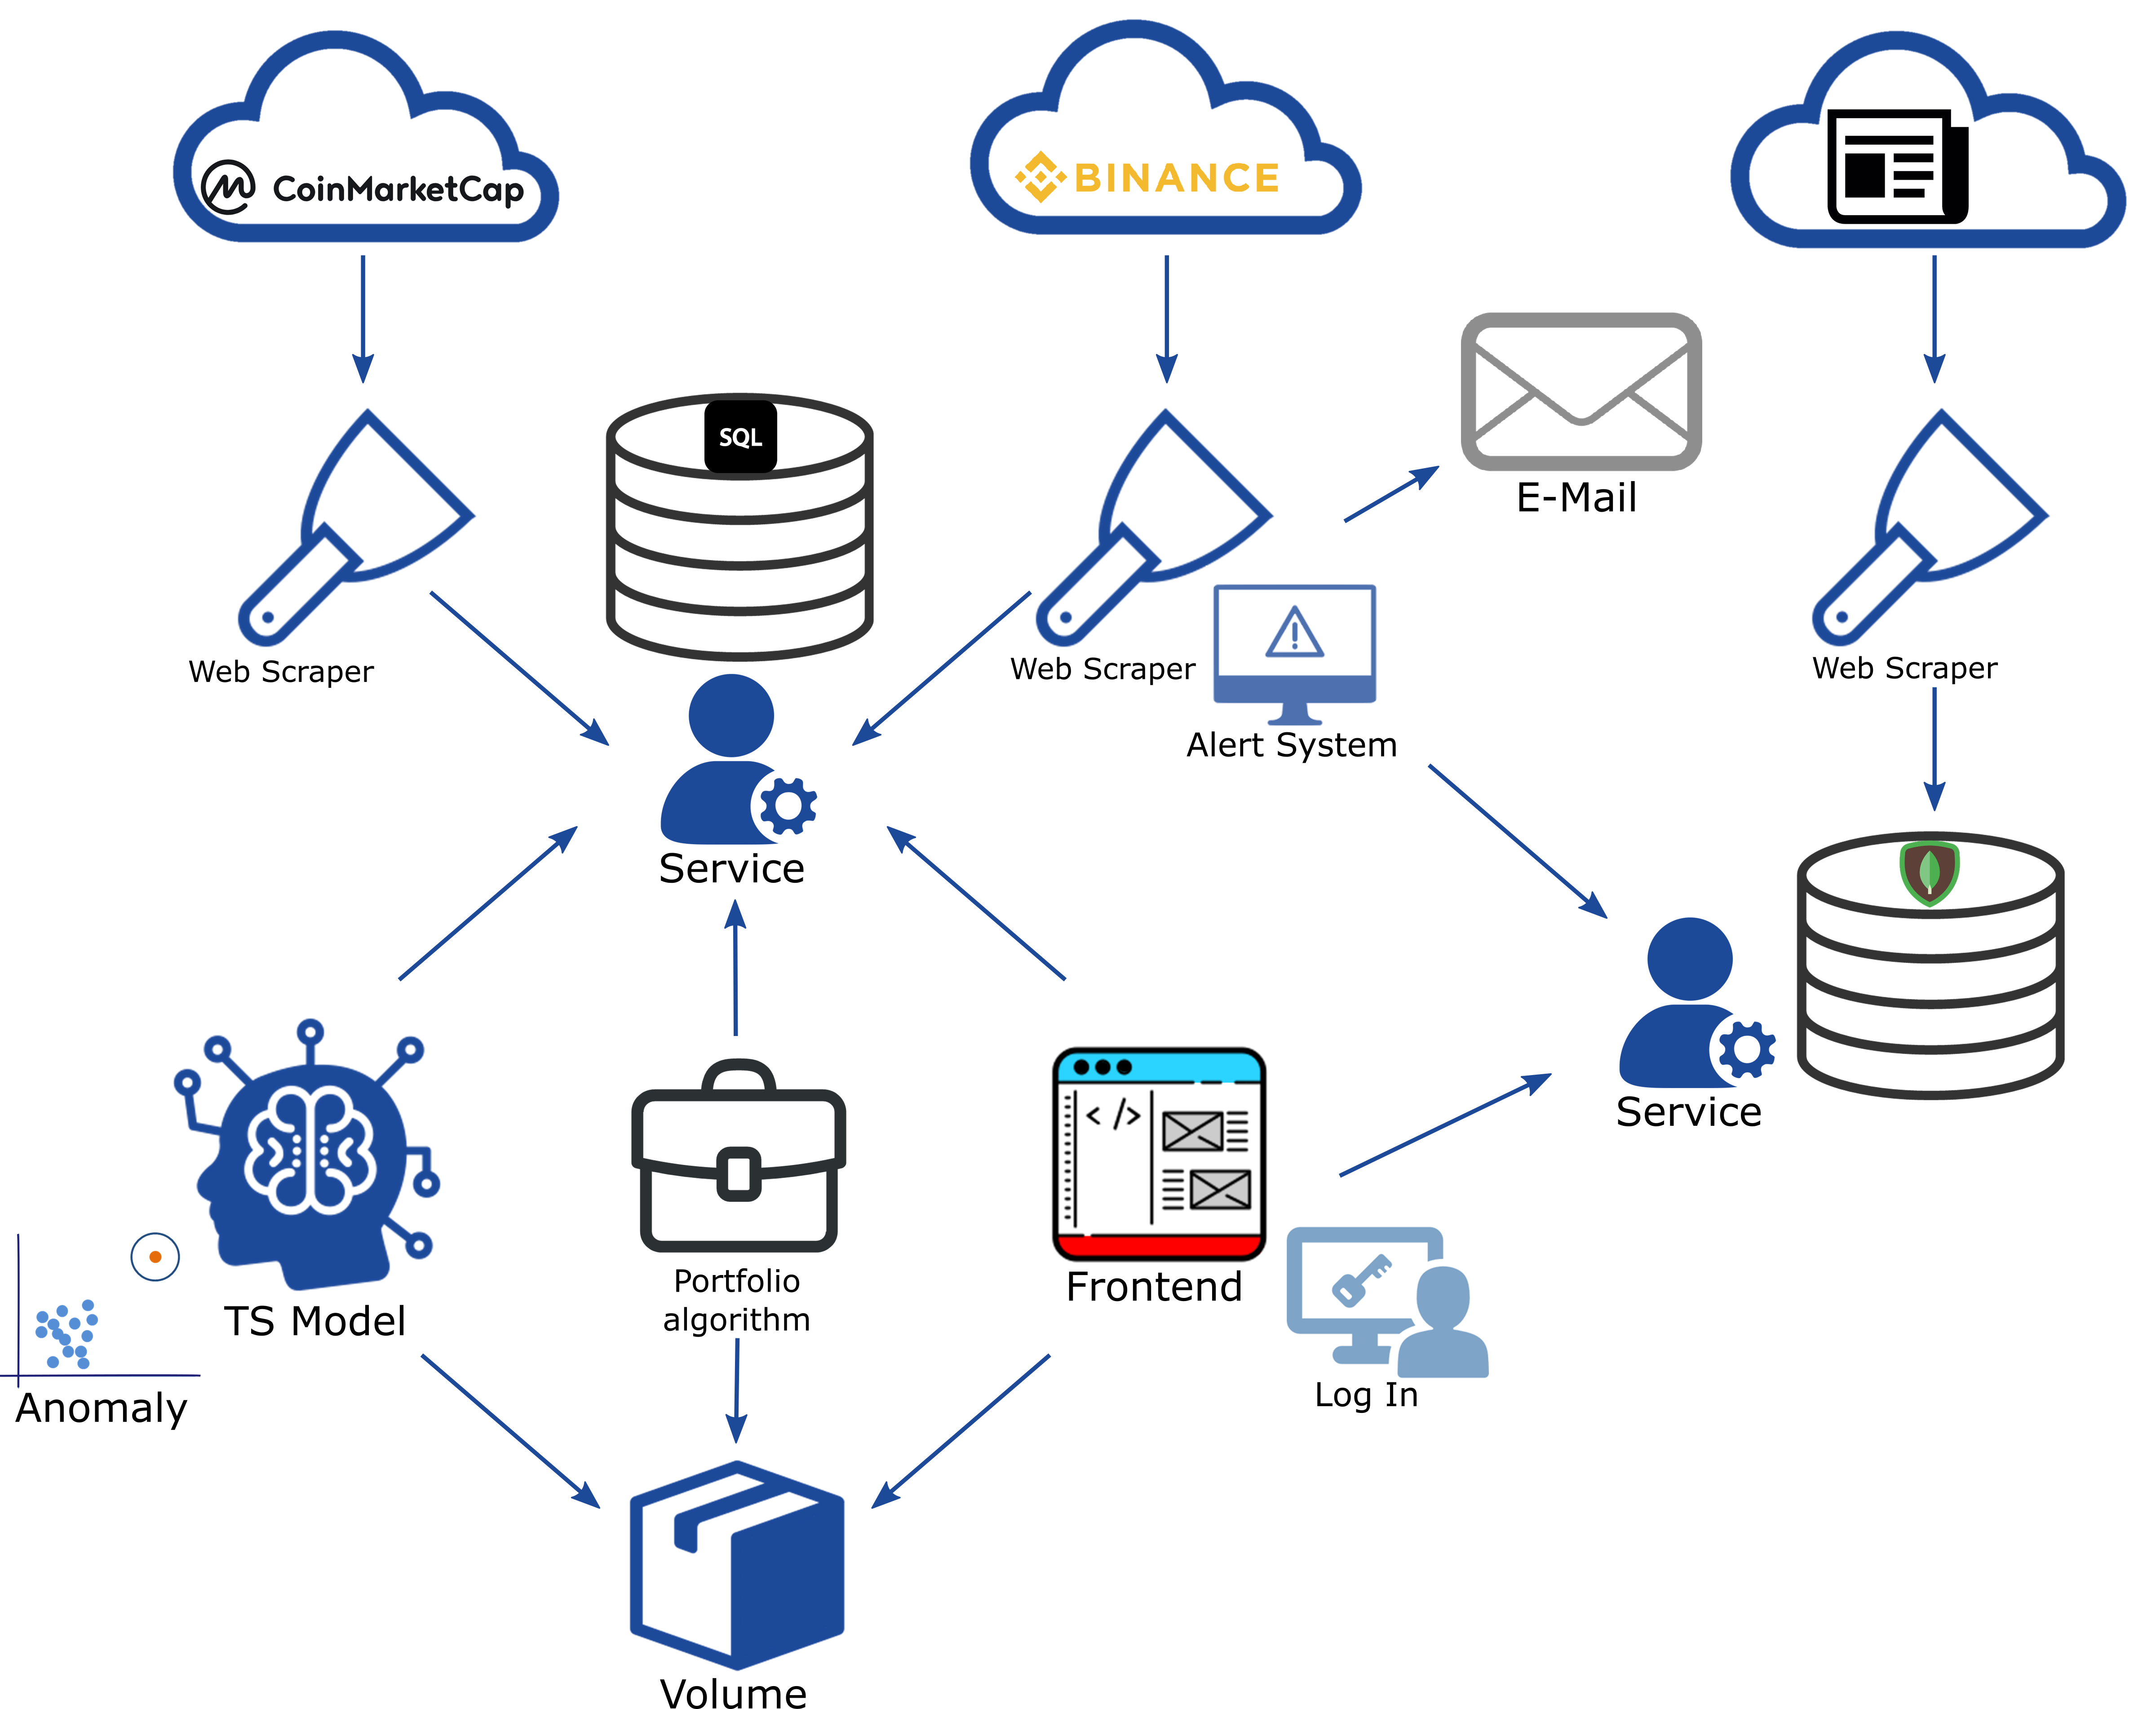 CoinMarketCap
BINANCE
SQL
E-Mail
Web Scraper
Web Scraper
Web Scraper
Alert System
Service
Service
</>
TS Model
Portfolio
algorithm
Frontend
Anomaly
Log In
Volume